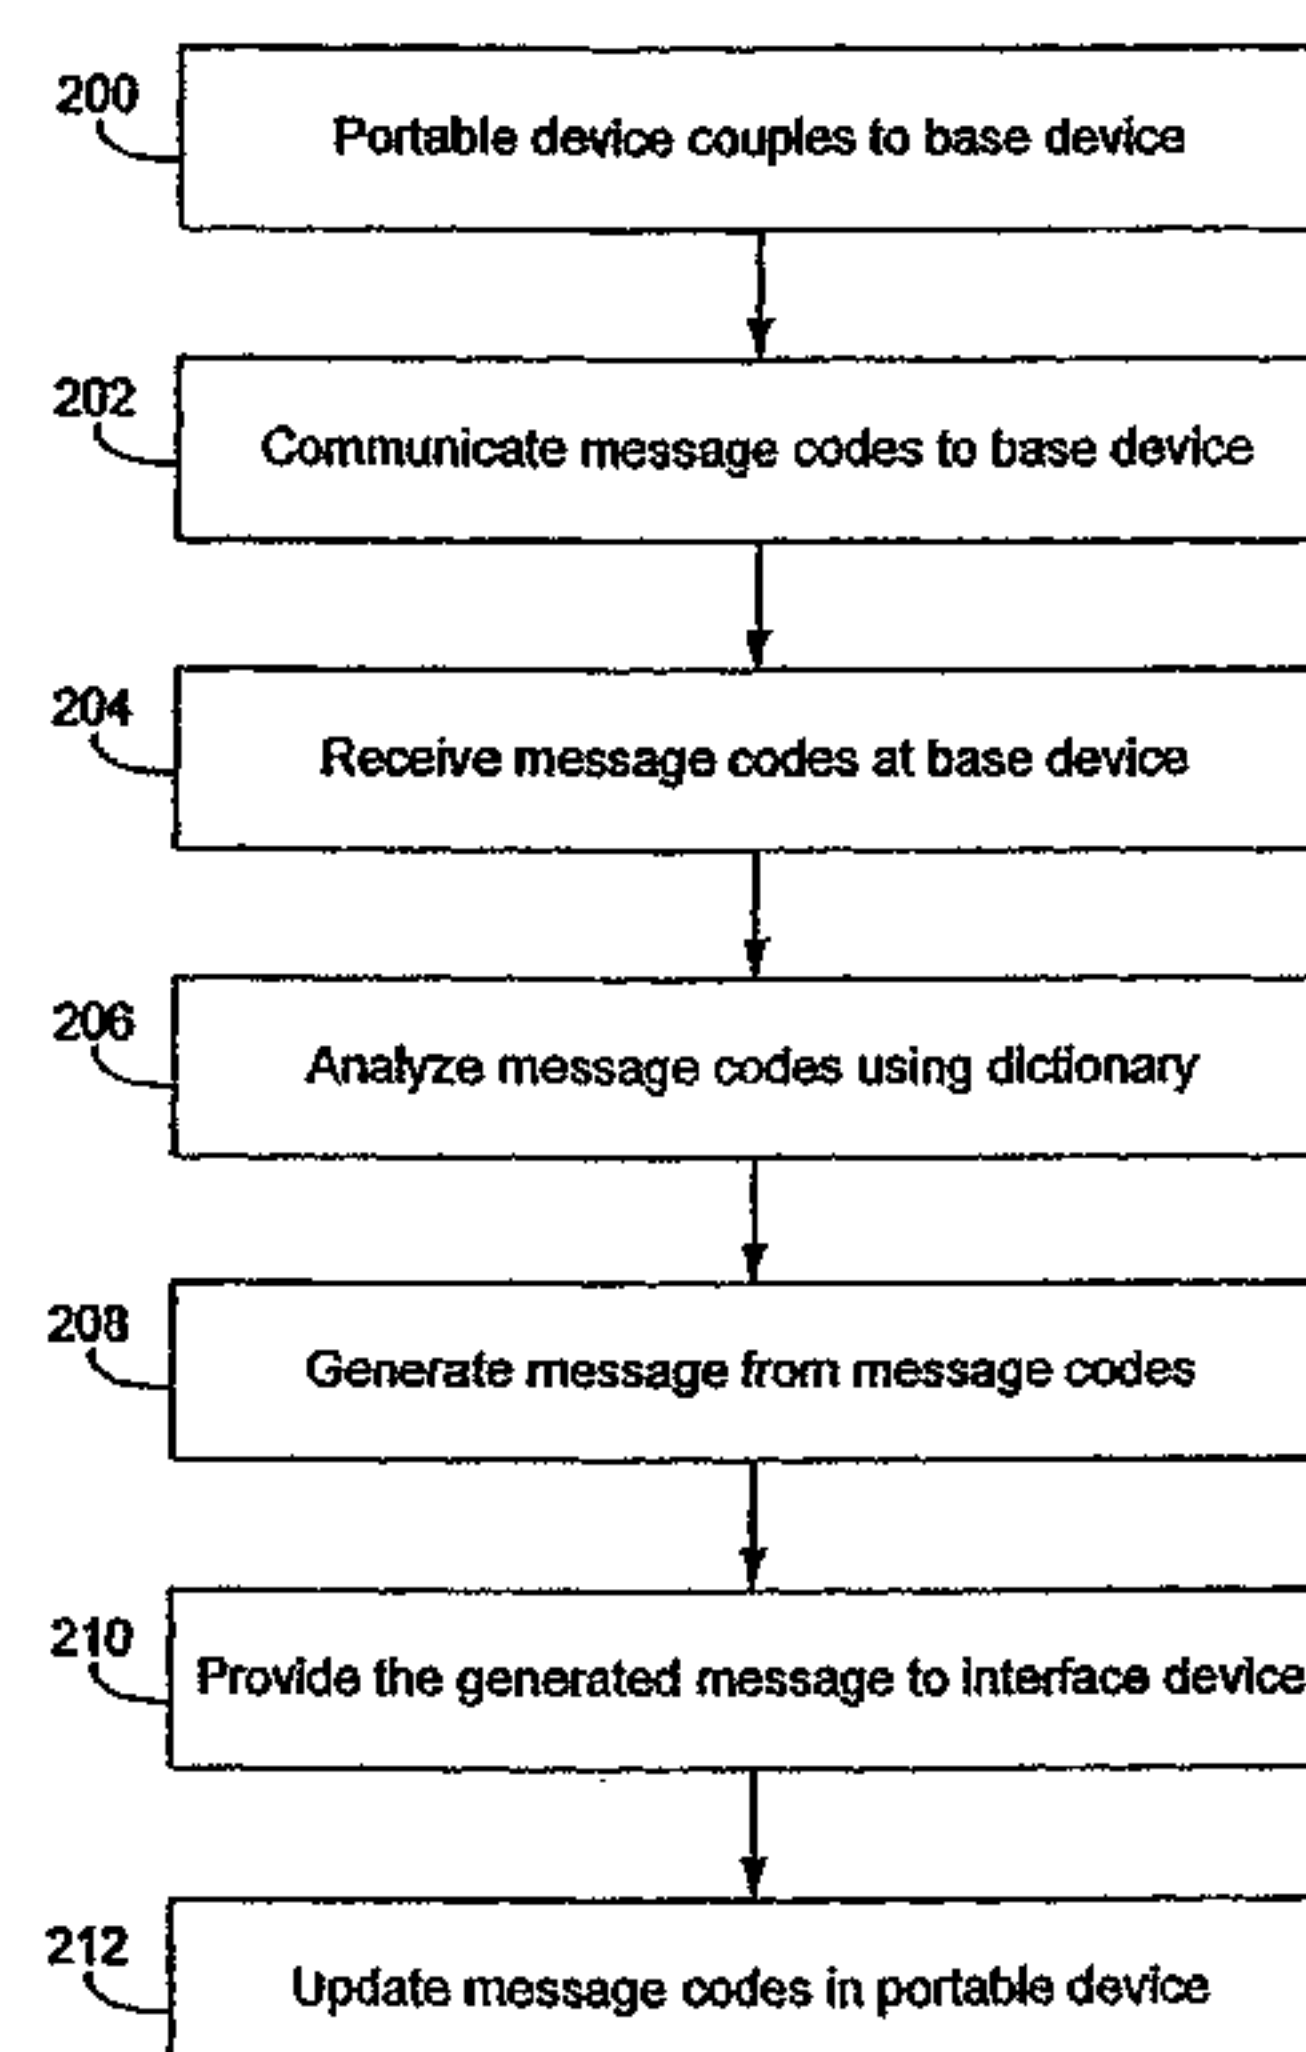 200
Portable device couples to base device
202
Communicate message codes to base device
204
Receive message codes at base device
206
Analyze message codes using dictionary
208
Generate message from message codes
210
Provide the generated message to interface device
212
Update message codes in portable device